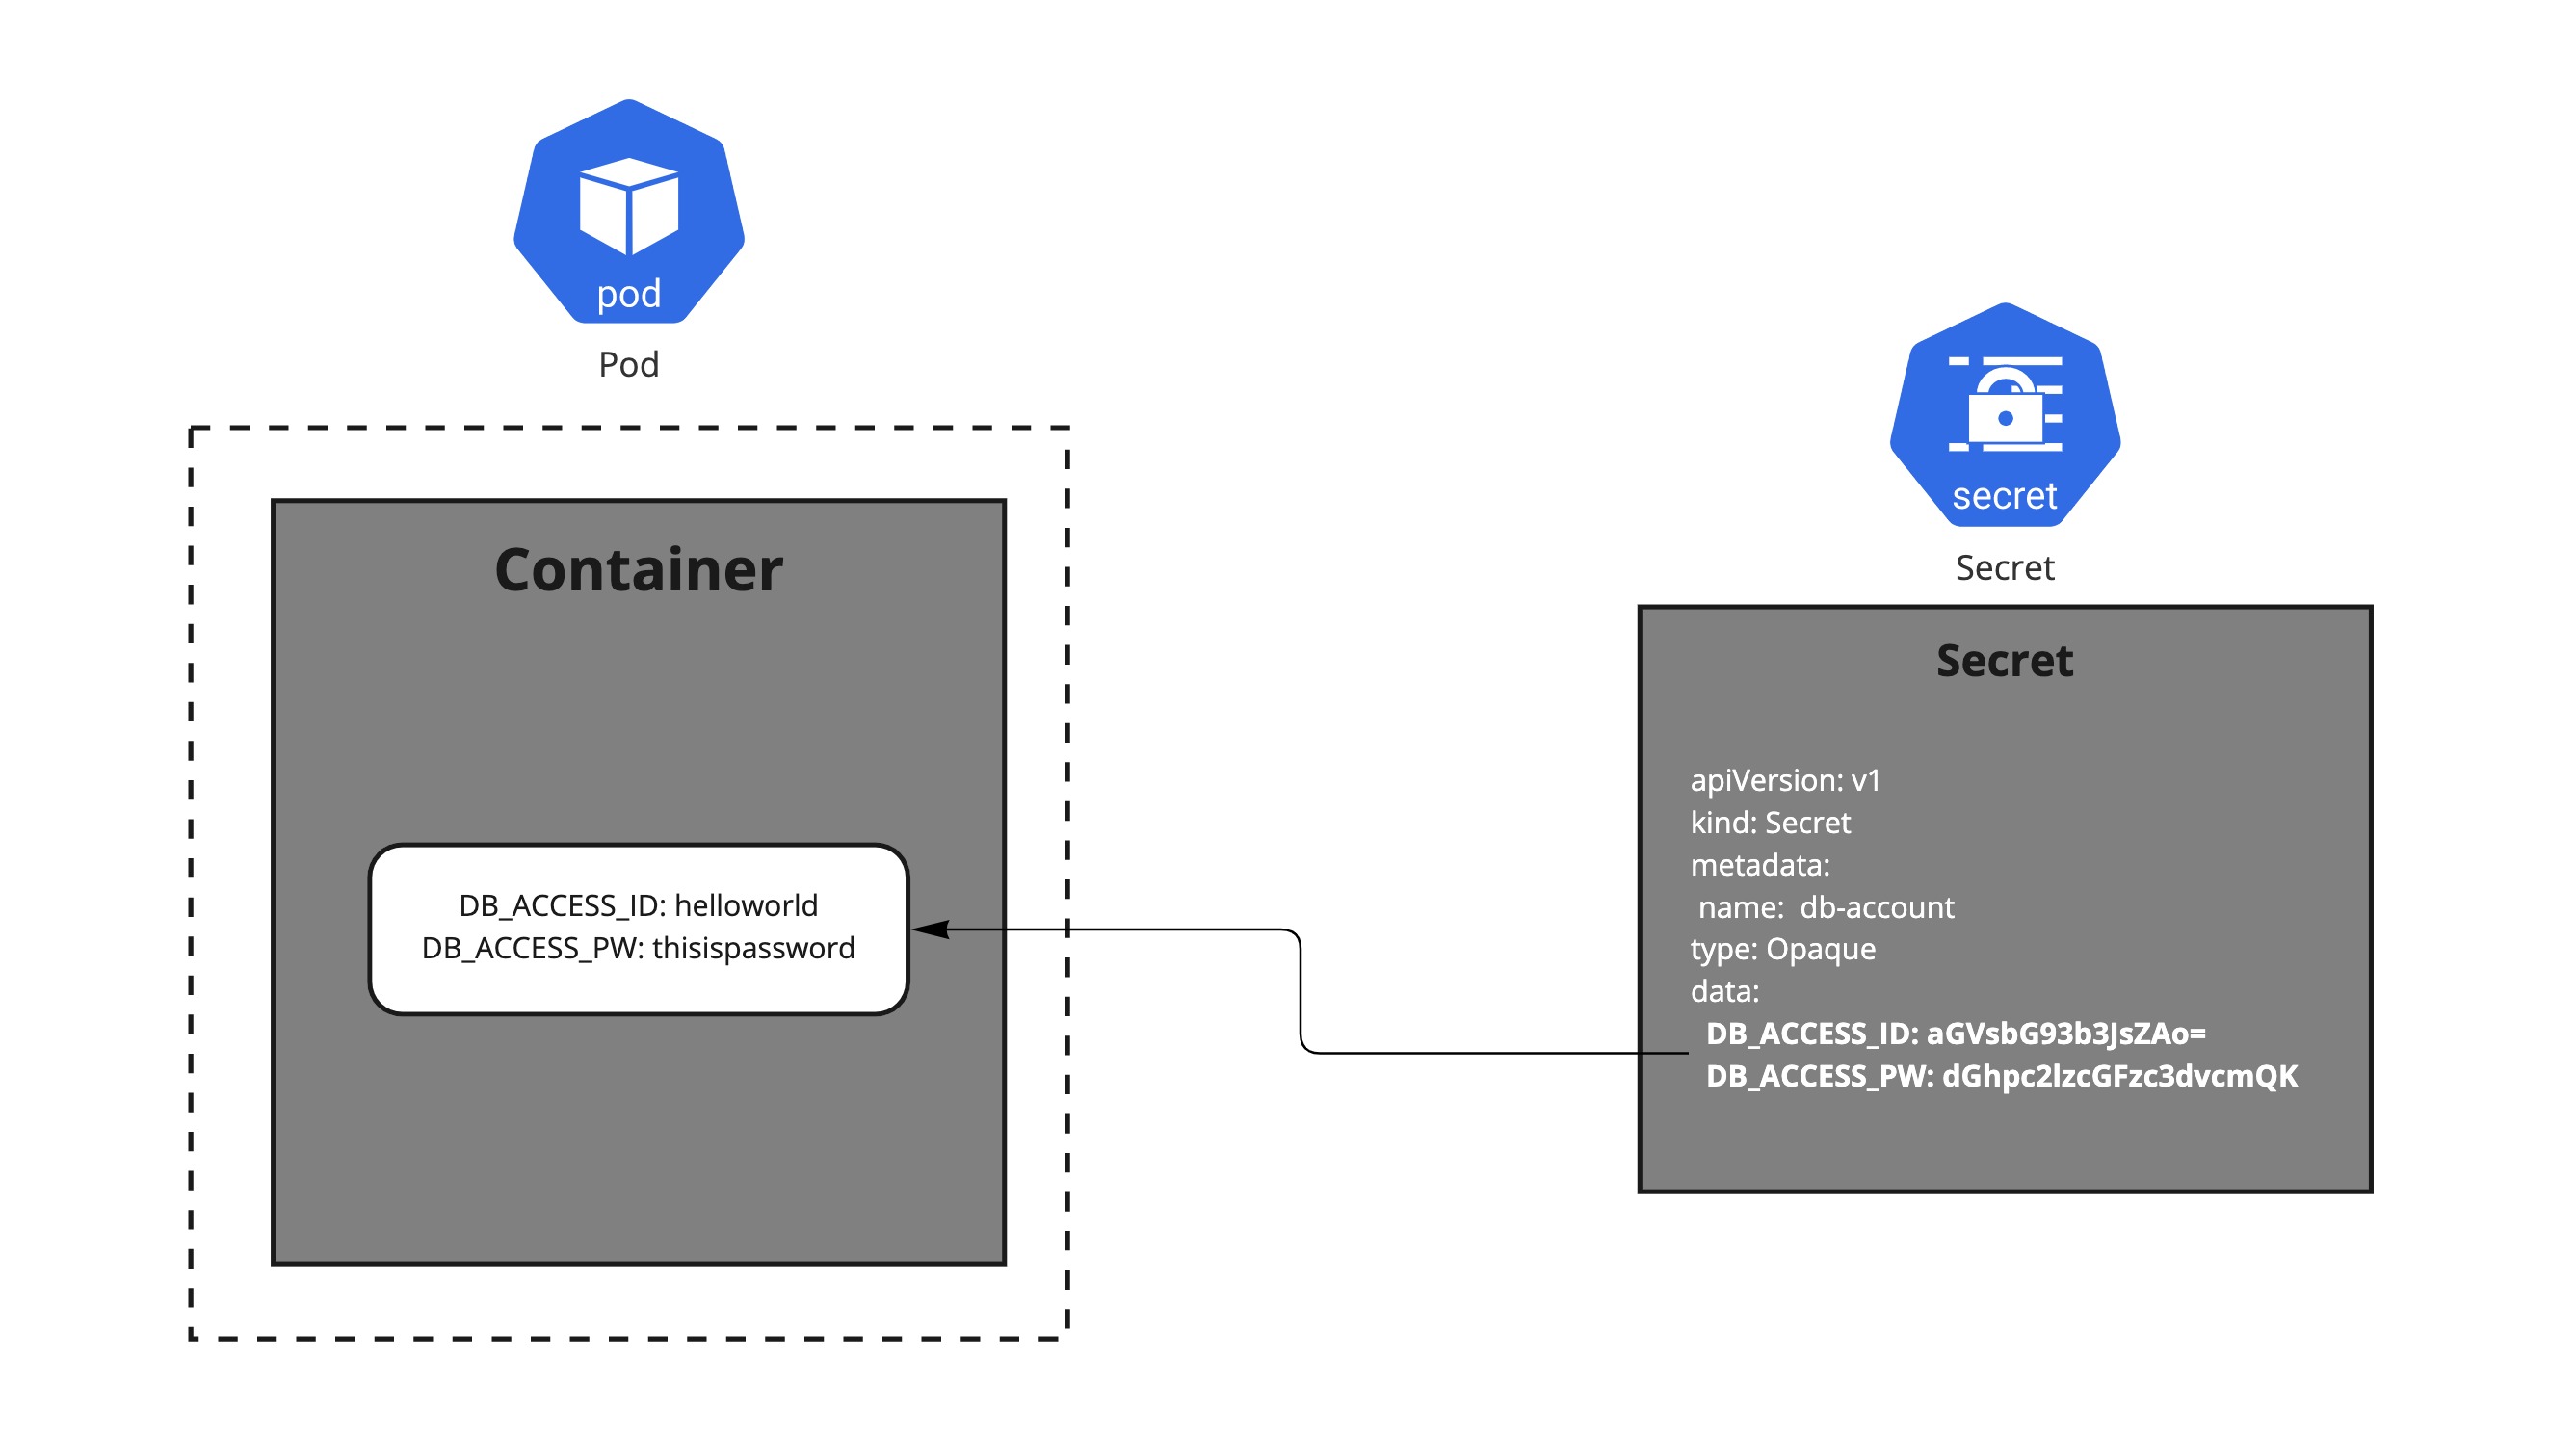 pod
Pod
Container
DB_ACCESS_ID: helloworld
DB_ACCESS_PW: thisispassword
secret
Secret
Secret
apiVersion: v1
kind: Secret
metadata:
 name:  db-account
type: Opaque
data:
  DB_ACCESS_ID: aGVsbG93b3JsZAo=
  DB_ACCESS_PW: dGhpc2lzcGFzc3dvcmQK